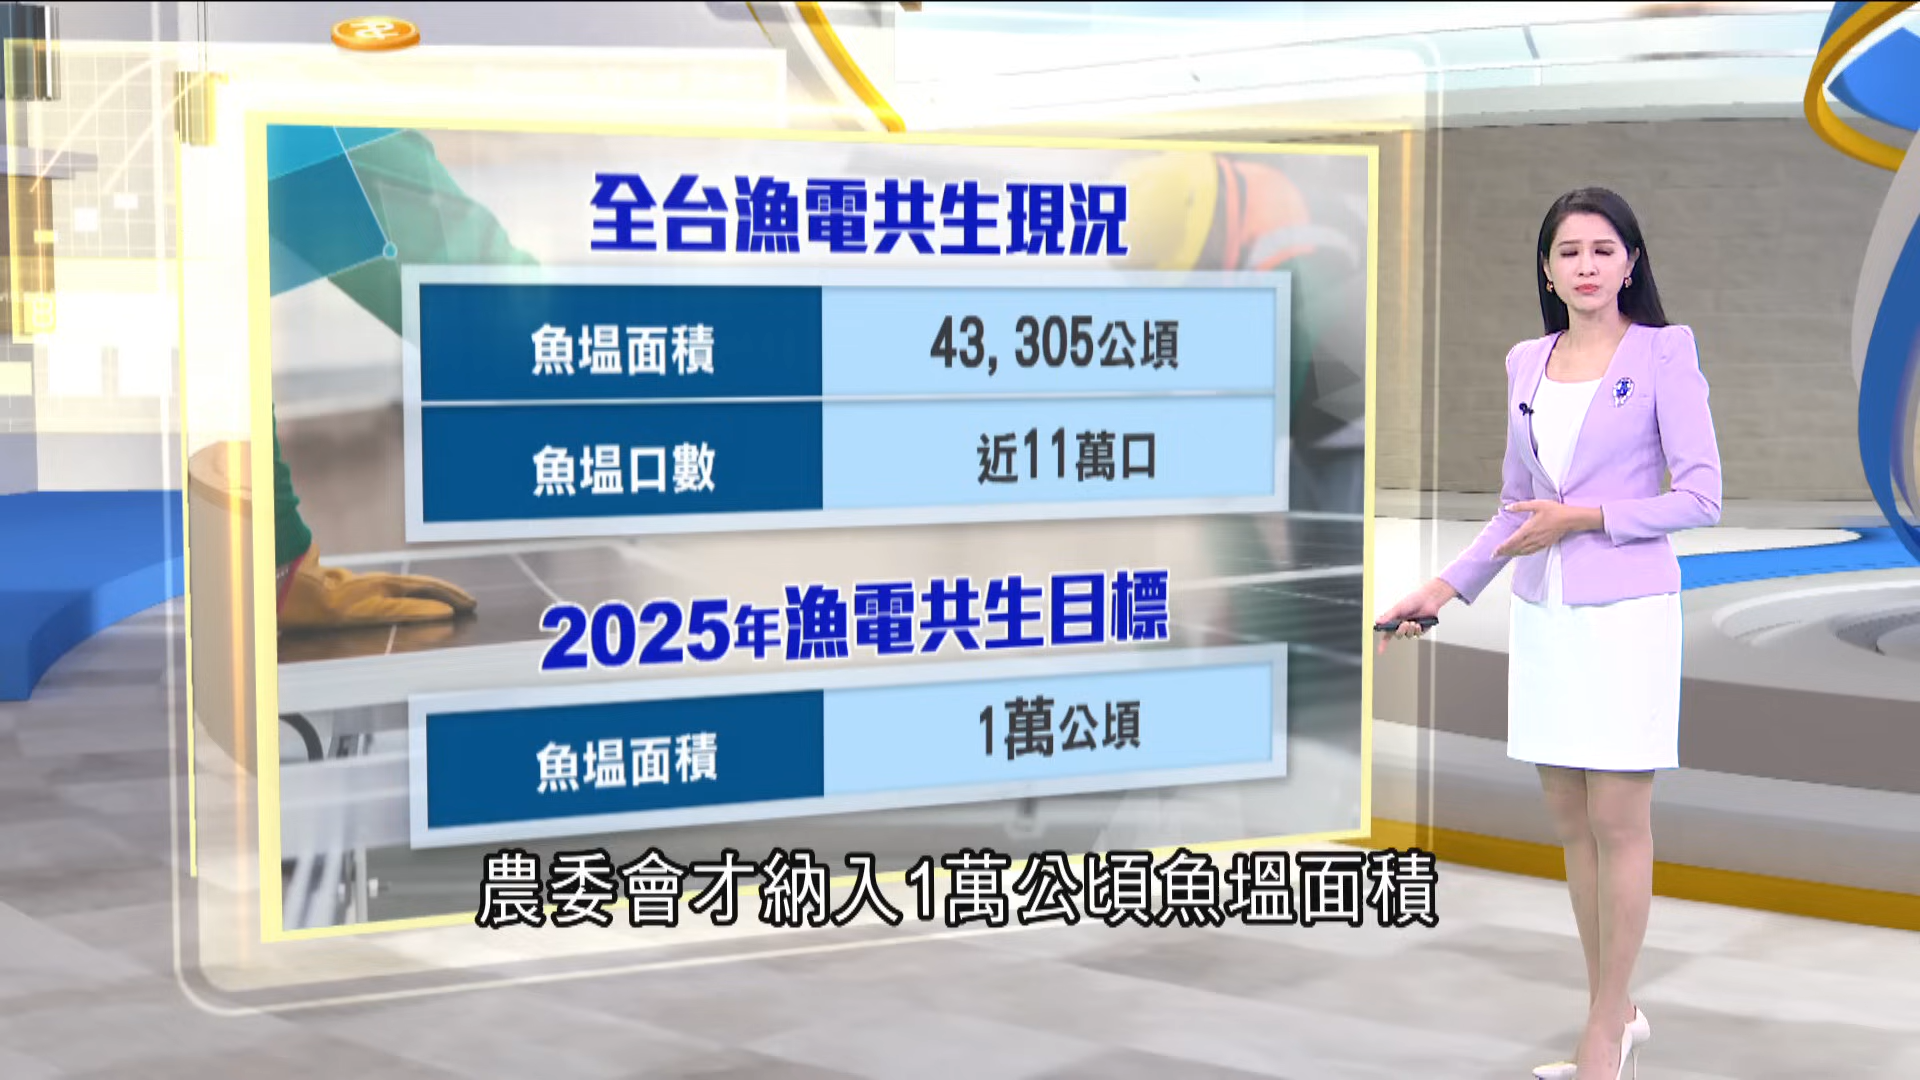 全台漁電共生現況
魚塭面積 43,305公頃
魚塭口數 近11萬口
2025年漁電共生目標
魚塭面積 1萬公頃
農委會才納入1萬公頃魚塭面積